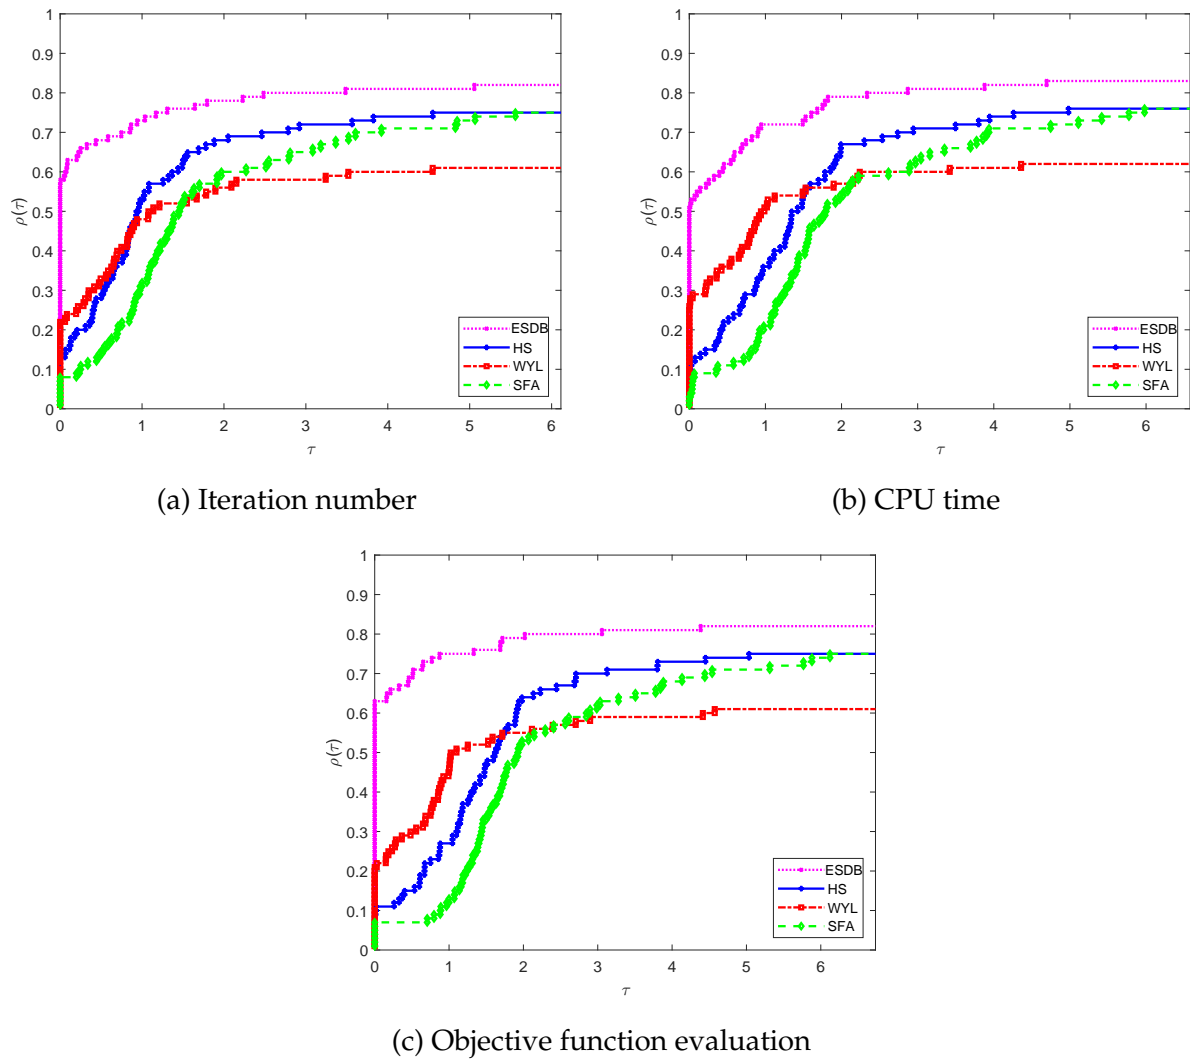 1
0.9
0.8
0.7
0.6
0.5
0.4
0.3
0.2
0.1
0
ρ(τ)
0 1 2 3 4 5 6
τ
ESDB
HS
WYL
SFA
(a) Iteration number
1
0.9
0.8
0.7
0.6
0.5
0.4
0.3
0.2
0.1
0
ρ(τ)
0 1 2 3 4 5 6
τ
ESDB
HS
WYL
SFA
(b) CPU time
1
0.9
0.8
0.7
0.6
0.5
0.4
0.3
0.2
0.1
0
ρ(τ)
0 1 2 3 4 5 6
τ
ESDB
HS
WYL
SFA
(c) Objective function evaluation